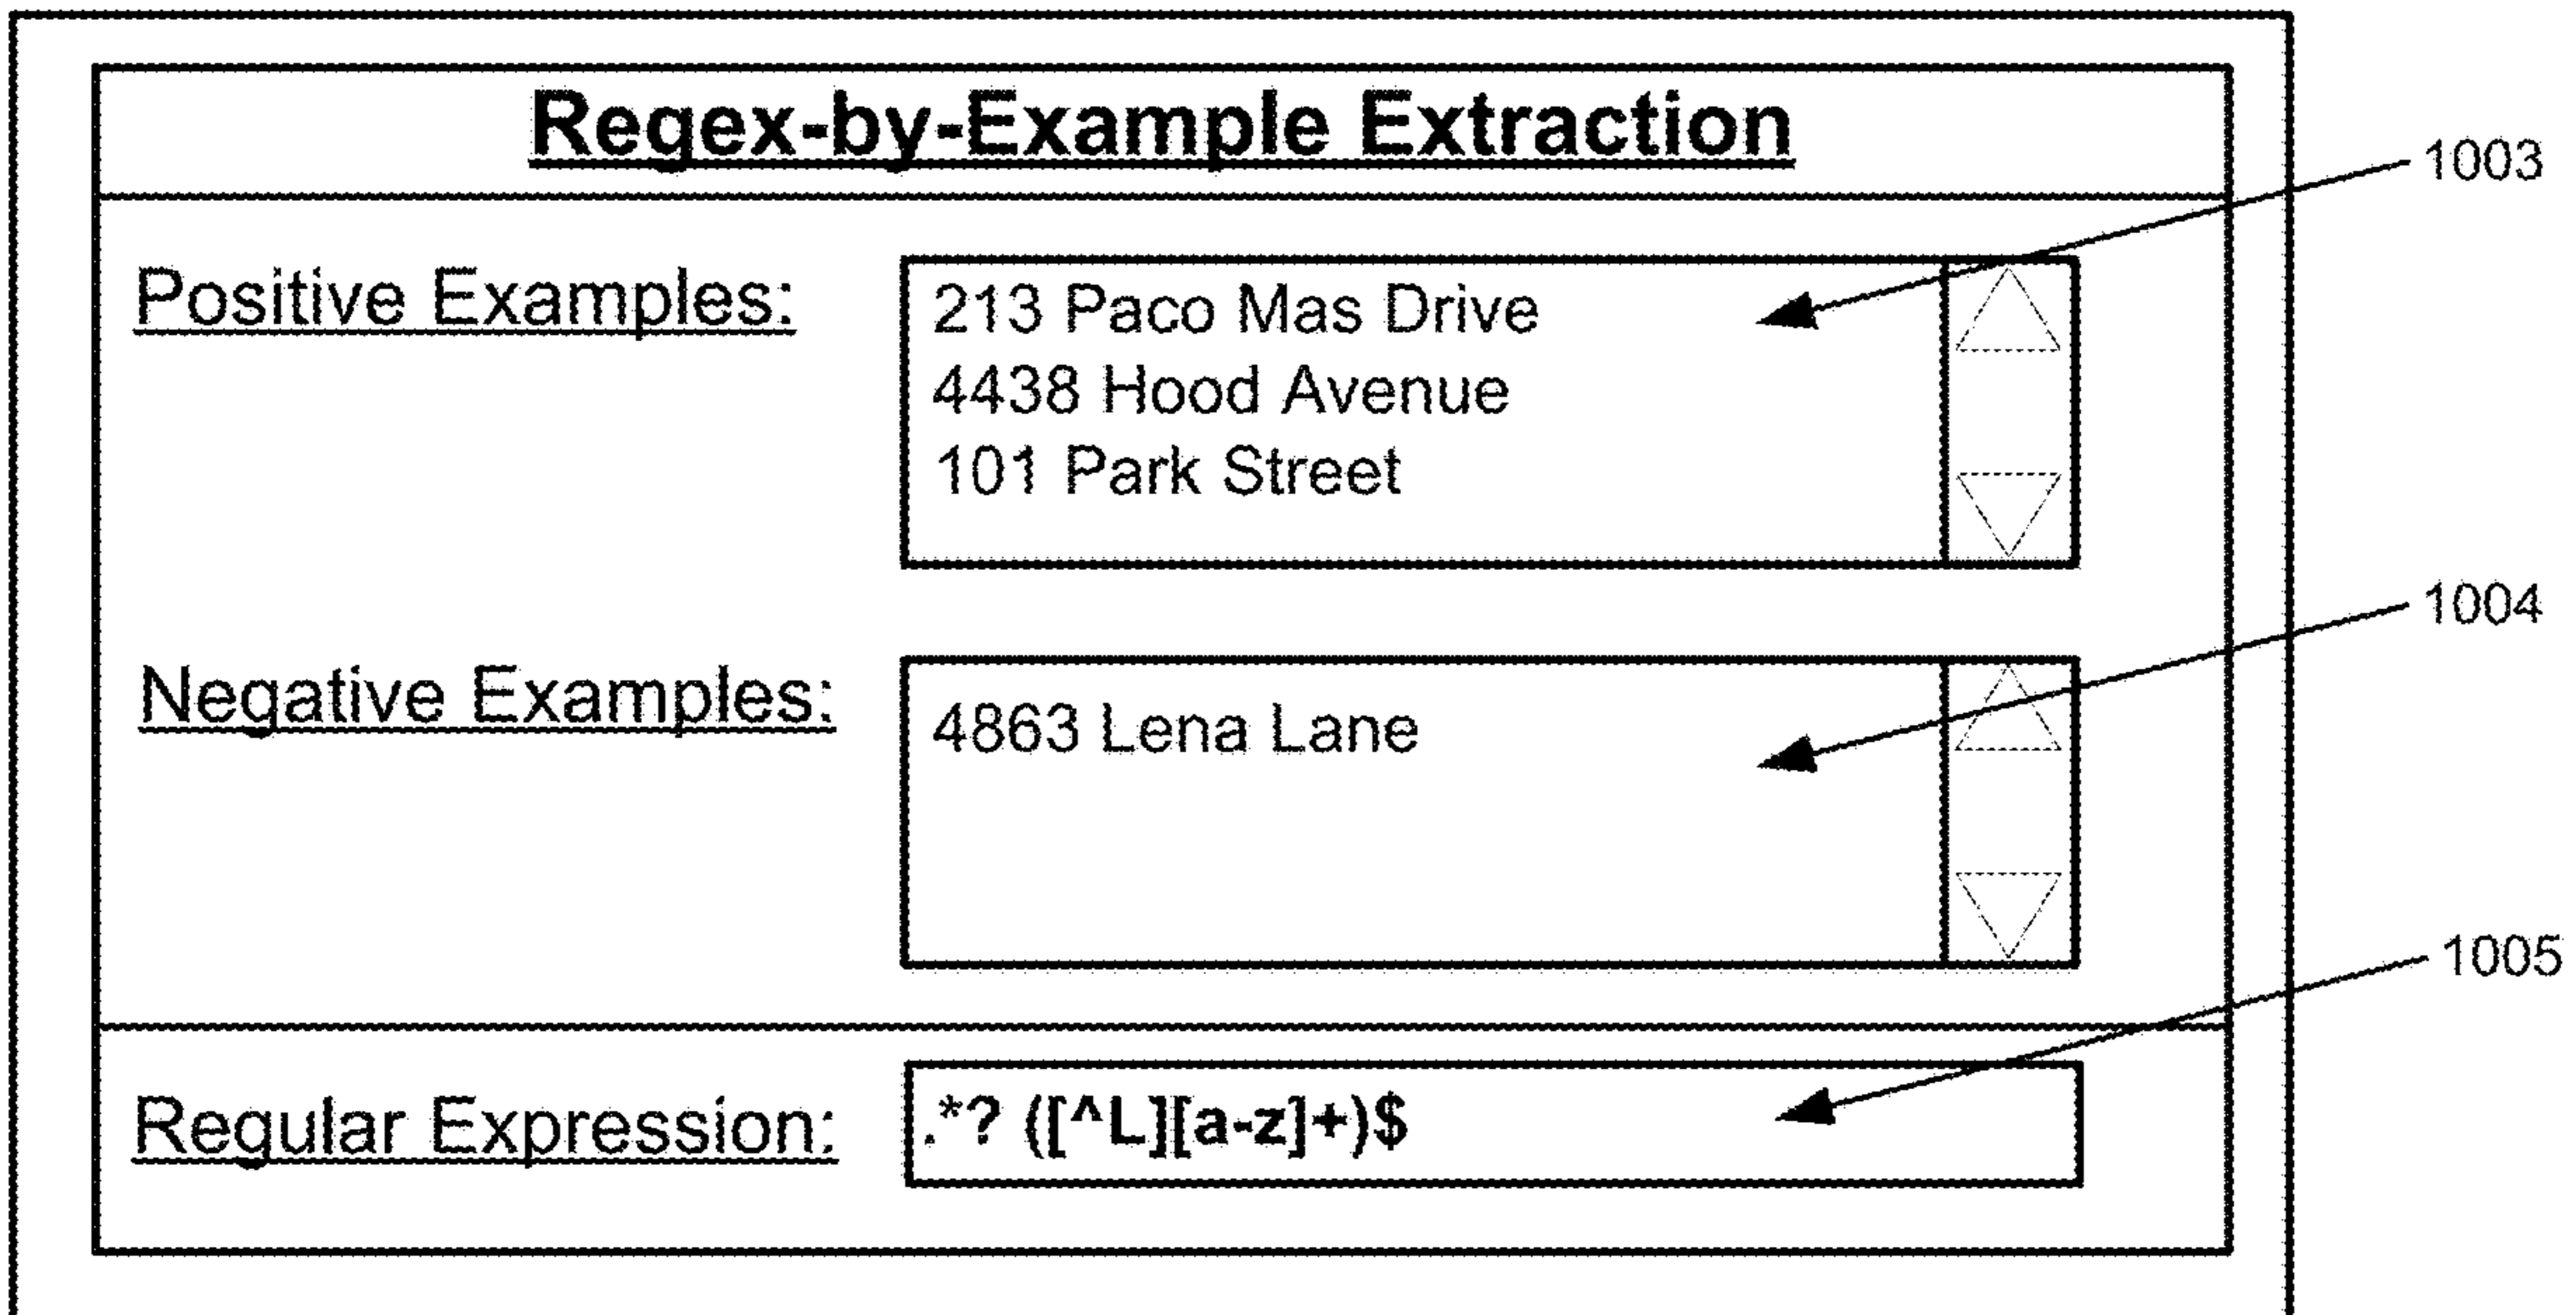 Regex-by-Example Extraction
1003
Positive Examples:
213 Paco Mas Drive
4438 Hood Avenue
101 Park Street
1004
Negative Examples:
4863 Lena Lane
1005
Regular Expression:
.*? ([^L][a-z]+)$